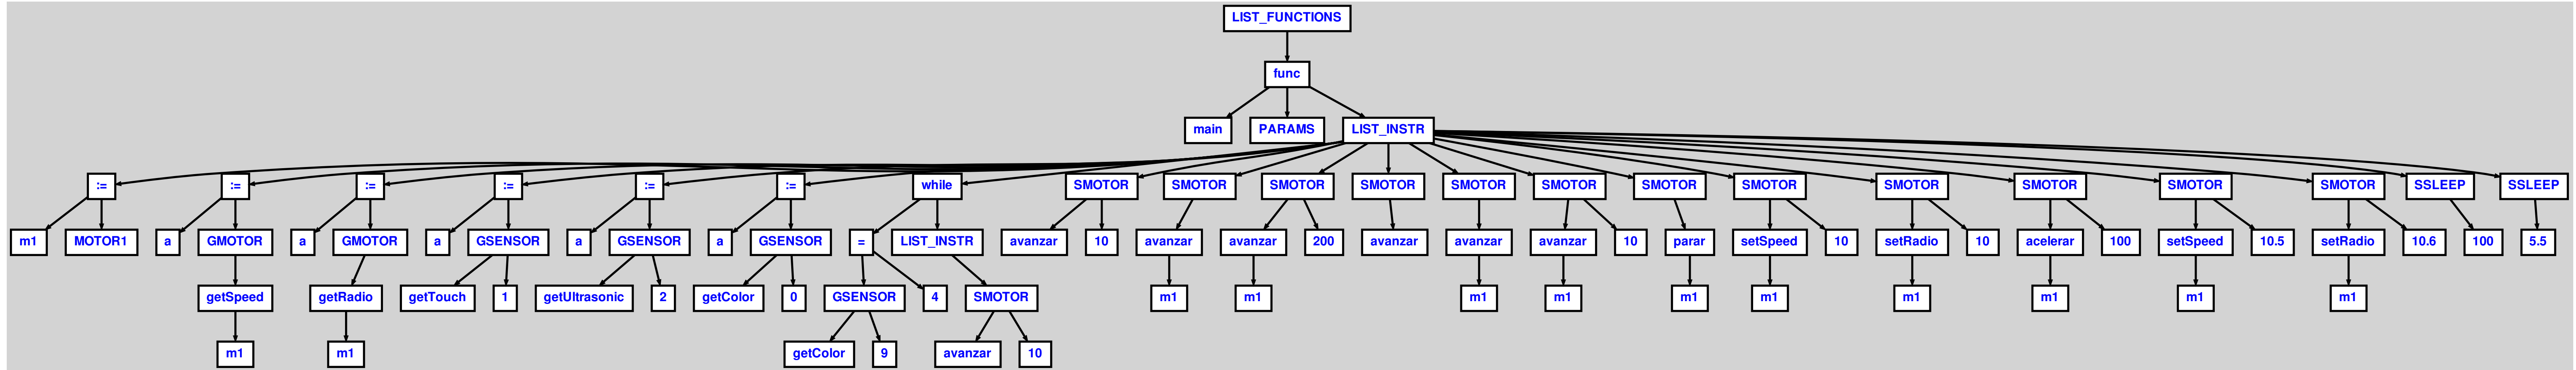 LIST_FUNCTIONS
func
main PARAMS LIST_INSTR
:= := := := := := while SMOTOR SMOTOR SMOTOR SMOTOR SMOTOR SMOTOR SMOTOR SMOTOR SMOTOR SMOTOR SMOTOR SMOTOR SSLEEP SSLEEP
m1 MOTOR1 a GMOTOR a GMOTOR a GSENSOR a GSENSOR a GSENSOR = LIST_INSTR avanzar 10 avanzar avanzar 200 avanzar avanzar avanzar 10 parar setSpeed 10 setRadio 10 acelerar 100 setSpeed 10.5 setRadio 10.6 100 5.5
getSpeed getRadio getTouch 1 getUltrasonic 2 getColor 0 GSENSOR 4 SMOTOR m1 m1 m1 m1 m1 m1 m1 m1 m1 m1
m1 m1 getColor 9 avanzar 10